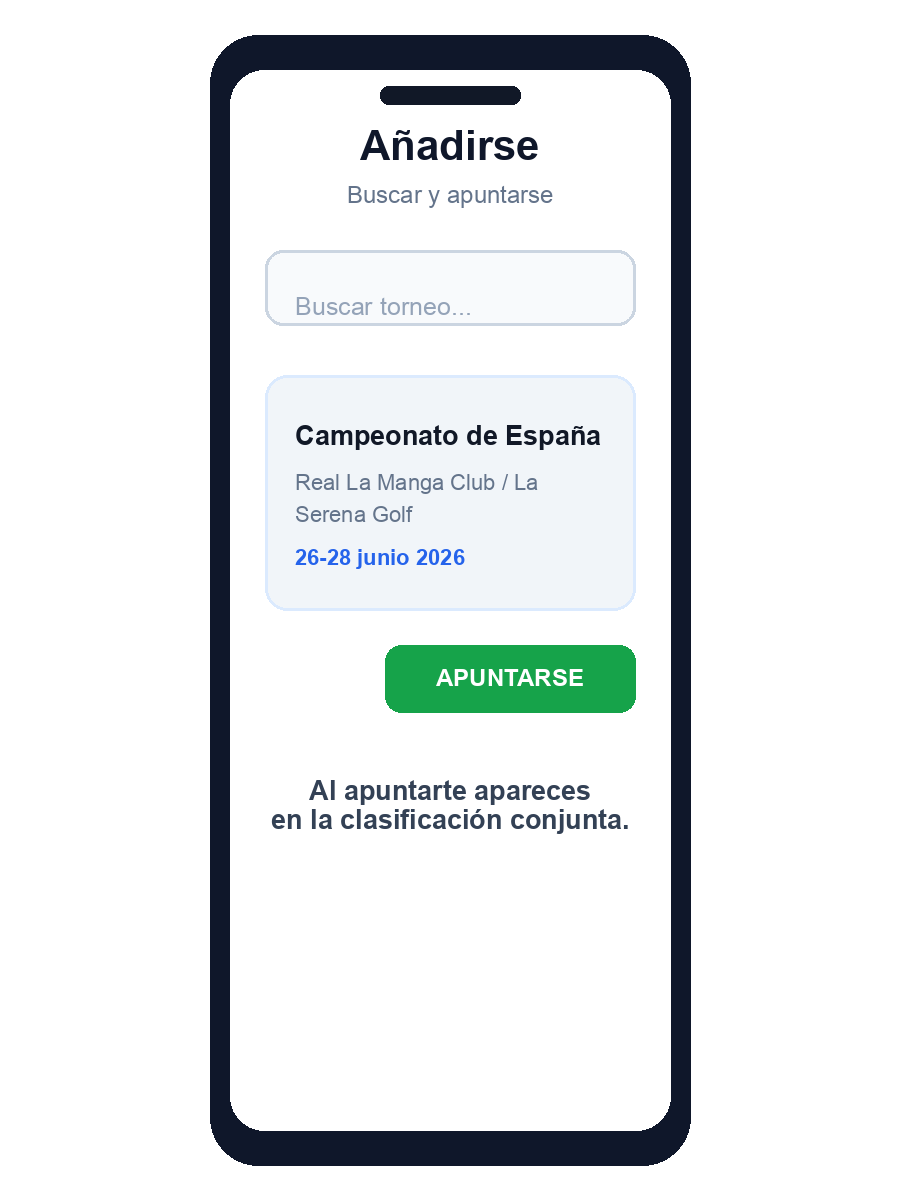 Añadirse
Buscar y apuntarse
Buscar torneo...
Campeonato de España
Real La Manga Club / La
Serena Golf
26-28 junio 2026
APUNTARSE
Al apuntarte apareces
en la clasificación conjunta.